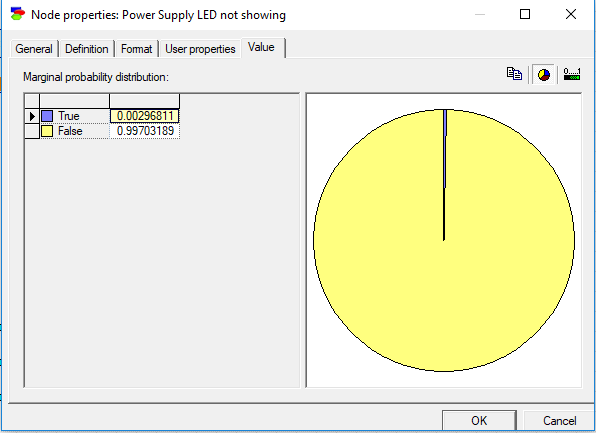 Node properties: Power Supply LED not showing
General Definition Format User properties Value
Marginal probability distribution:
True 0.00296811
False 0.99703189
OK Cancel